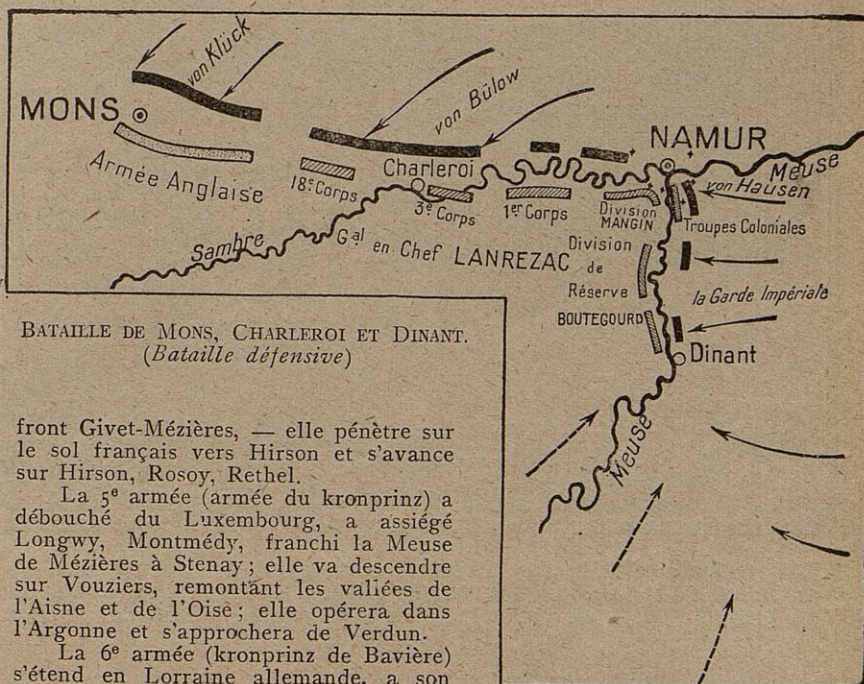 von Klück
MONS
Armée Anglaise
von Bülow
18e Corps
Charleroi
3e Corps
1er Corps
NAMUR
Meuse
von Hausen
Division
MANGIN
Troupes Coloniales
Sambre
Gal en Chef LANREZAC
Division
de
Réserve
BOUTEGOURD
la Garde Impériale
Dinant
Meuse
BATAILLE DE MONS, CHARLEROI ET DINANT.
(Bataille défensive)
front Givet-Mézières, — elle pénètre sur
le sol français vers Hirson et s'avance
sur Hirson, Rosoy, Rethel.
La 5e armée (armée du kronprinz) a
débouché du Luxembourg, a assiégé
Longwy, Montmédy, franchi la Meuse
de Mézières à Stenay ; elle va descendre
sur Vouziers, remontant les vallées de
l'Aisne et de l'Oise ; elle opérera dans
l'Argonne et s'approchera de Verdun.
La 6e armée (kronprinz de Bavière)
s'étend en Lorraine allemande, a son